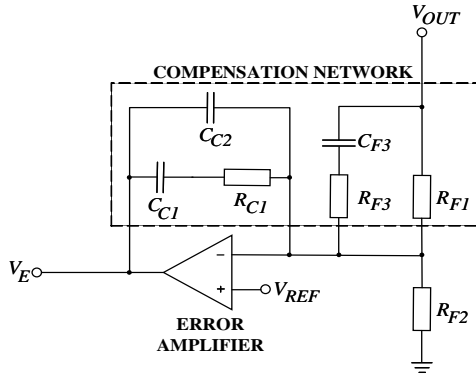 V_OUT
COMPENSATION NETWORK
C_C2
C_F3
C_C1
R_C1
R_F3
R_F1
V_E
-
+
V_REF
ERROR
AMPLIFIER
R_F2